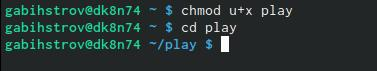 gabihstrov@dk8n74 ~ $ chmod u+x play
gabihstrov@dk8n74 ~ $ cd play
gabihstrov@dk8n74 ~/play $